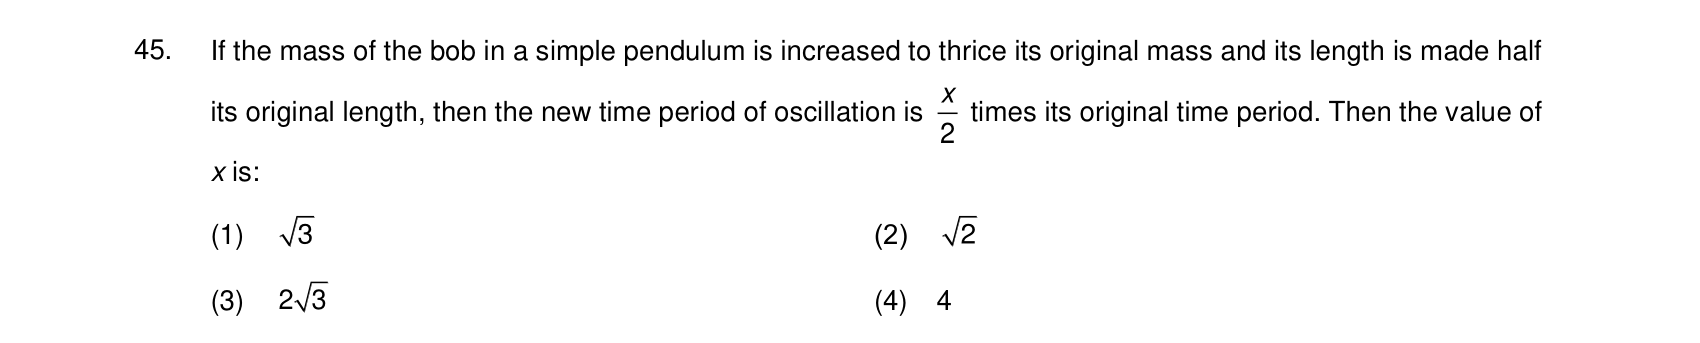 45. If the mass of the bob in a simple pendulum is increased to thrice its original mass and its length is made half
its original length, then the new time period of oscillation is x/2 times its original time period. Then the value of
x is:
(1) √3 (2) √2
(3) 2√3 (4) 4